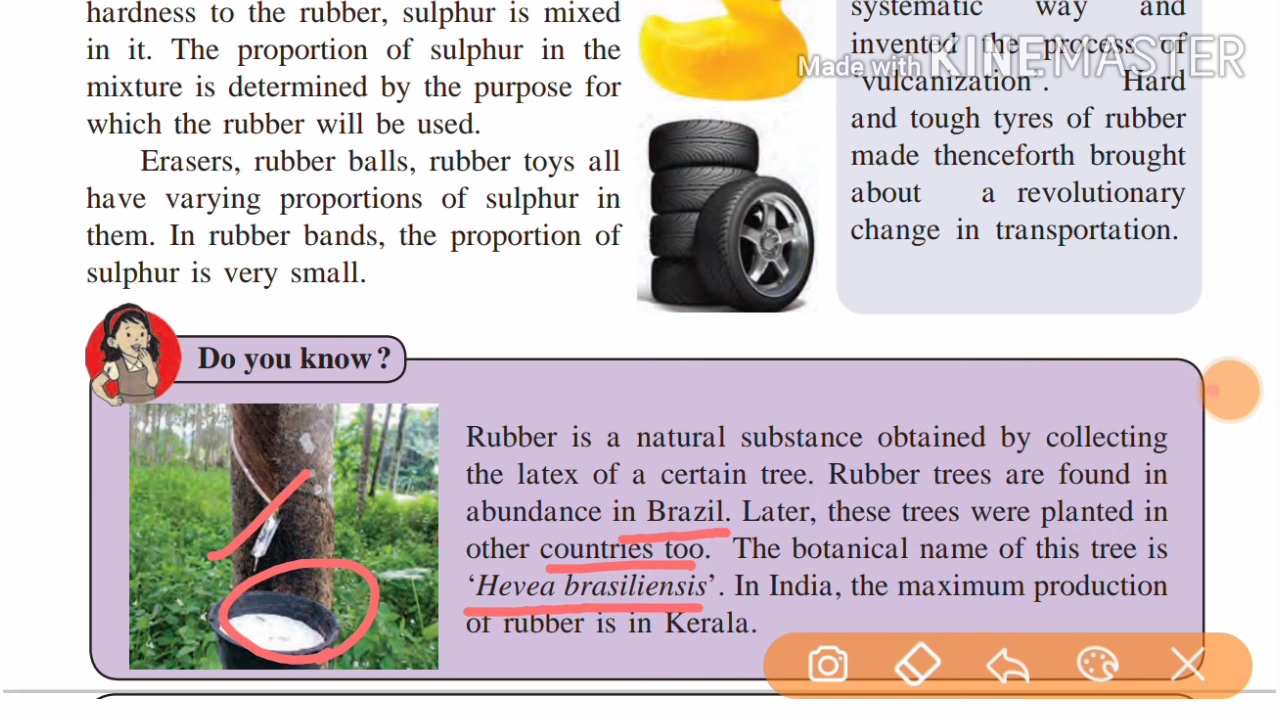 hardness to the rubber, sulphur is mixed
in it. The proportion of sulphur in the
mixture is determined by the purpose for
which the rubber will be used.
Erasers, rubber balls, rubber toys all
have varying proportions of sulphur in
them. In rubber bands, the proportion of
sulphur is very small.
systematic way and
invented the process of
'vulcanization'. Hard
and tough tyres of rubber
made thenceforth brought
about a revolutionary
change in transportation.
Made with KINEMASTER
Do you know?
Rubber is a natural substance obtained by collecting
the latex of a certain tree. Rubber trees are found in
abundance in Brazil. Later, these trees were planted in
other countries too. The botanical name of this tree is
‘Hevea brasiliensis’. In India, the maximum production
of rubber is in Kerala.